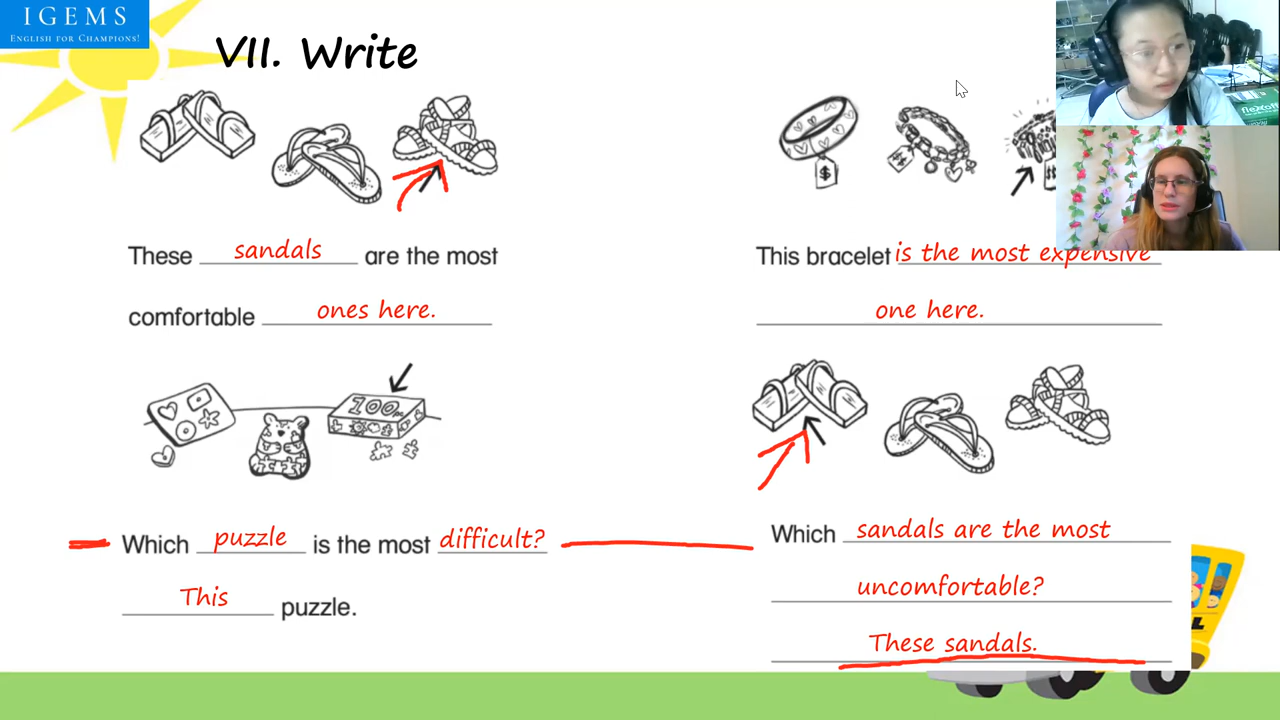 IGEMS
ENGLISH FOR CHAMPIONS!
VII. Write
$
$$
These sandals are the most
comfortable ones here.
This bracelet is the most expensive
one here.
100pc
Which puzzle is the most difficult?
This puzzle.
Which sandals are the most
uncomfortable?
These sandals.